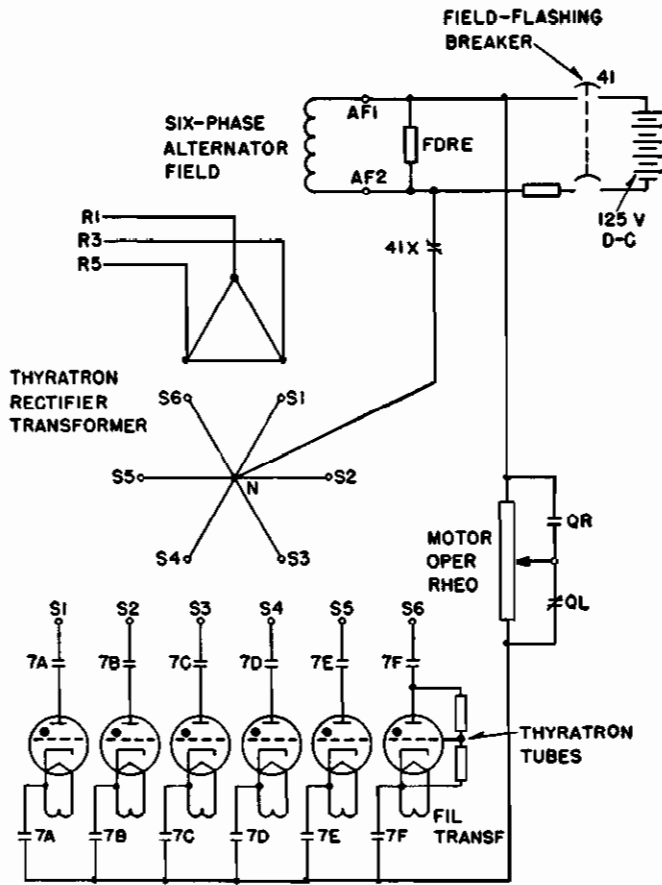 FIELD-FLASHING
BREAKER
41
SIX-PHASE
ALTERNATOR
FIELD
AF1
FDRE
AF2
125 V
D-C
R1
R3
R5
41X
THYRATRON
RECTIFIER
TRANSFORMER
S6
S1
S5
N
S2
S4
S3
MOTOR
OPER
RHEO
QR
QL
S1
S2
S3
S4
S5
S6
7A
7B
7C
7D
7E
7F
THYRATRON
TUBES
FIL
TRANSF
7A
7B
7C
7D
7E
7F